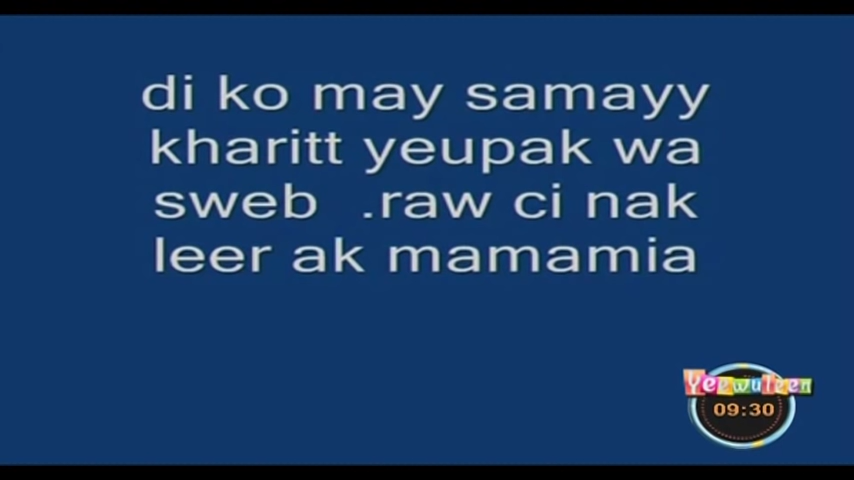 di ko may samayy
kharitt yeupak wa
sweb .raw ci nak
leer ak mamamia
Yeewuleen
09:30